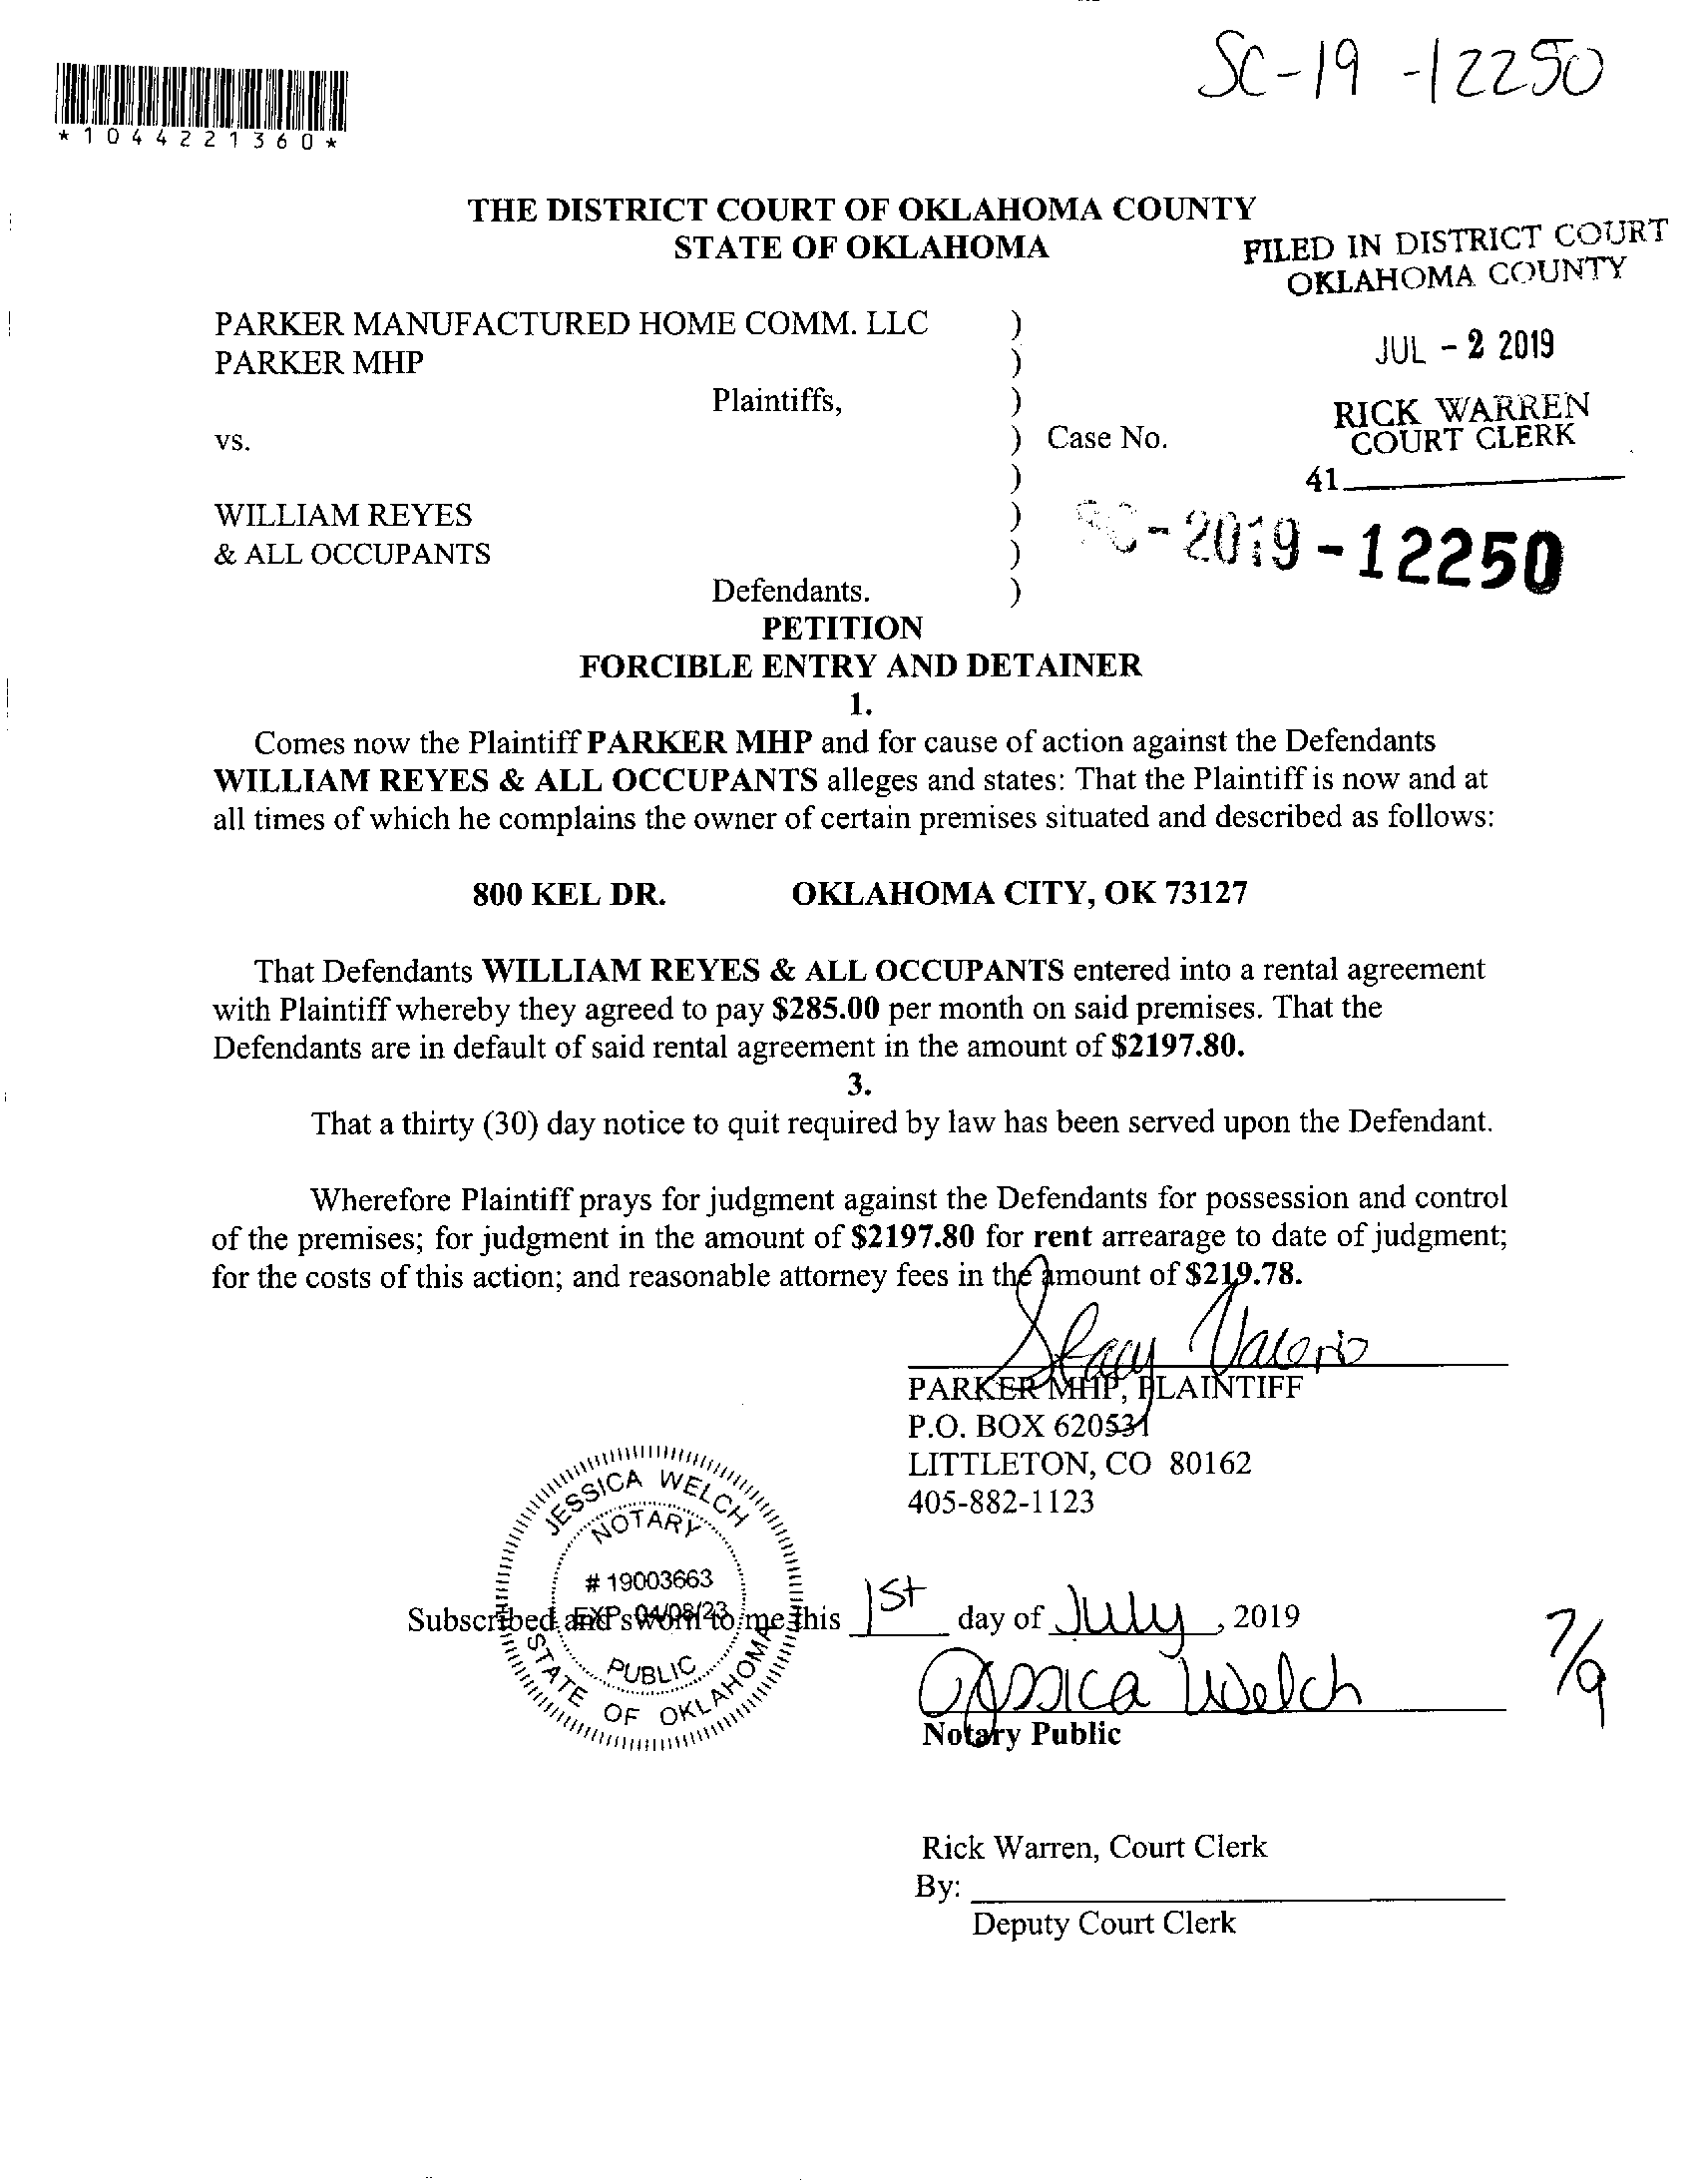 SC-19-12250
*1044221360*
THE DISTRICT COURT OF OKLAHOMA COUNTY
STATE OF OKLAHOMA
FILED IN DISTRICT COURT
OKLAHOMA COUNTY
JUL - 2 2019
RICK WARREN
COURT CLERK
41
PARKER MANUFACTURED HOME COMM. LLC )
PARKER MHP )
Plaintiffs, )
vs. ) Case No.
)
WILLIAM REYES )
& ALL OCCUPANTS )
Defendants. )
SC-2019-12250
PETITION
FORCIBLE ENTRY AND DETAINER
1.
Comes now the Plaintiff PARKER MHP and for cause of action against the Defendants
WILLIAM REYES & ALL OCCUPANTS alleges and states: That the Plaintiff is now and at
all times of which he complains the owner of certain premises situated and described as follows:
800 KEL DR. OKLAHOMA CITY, OK 73127
That Defendants WILLIAM REYES & ALL OCCUPANTS entered into a rental agreement
with Plaintiff whereby they agreed to pay $285.00 per month on said premises. That the
Defendants are in default of said rental agreement in the amount of $2197.80.
3.
That a thirty (30) day notice to quit required by law has been served upon the Defendant.
Wherefore Plaintiff prays for judgment against the Defendants for possession and control
of the premises; for judgment in the amount of $2197.80 for rent arrearage to date of judgment;
for the costs of this action; and reasonable attorney fees in the amount of $219.78.
Stacy Valerio
PARKER MHP, PLAINTIFF
P.O. BOX 620531
LITTLETON, CO 80162
405-882-1123
JESSICA WELCH
NOTARY
# 19003663
EXP. 04/08/23
PUBLIC
STATE OF OKLAHOMA
Subscribed and sworn to me this 1st day of July, 2019
Jessica Welch
Notary Public
7/9
Rick Warren, Court Clerk
By:
Deputy Court Clerk